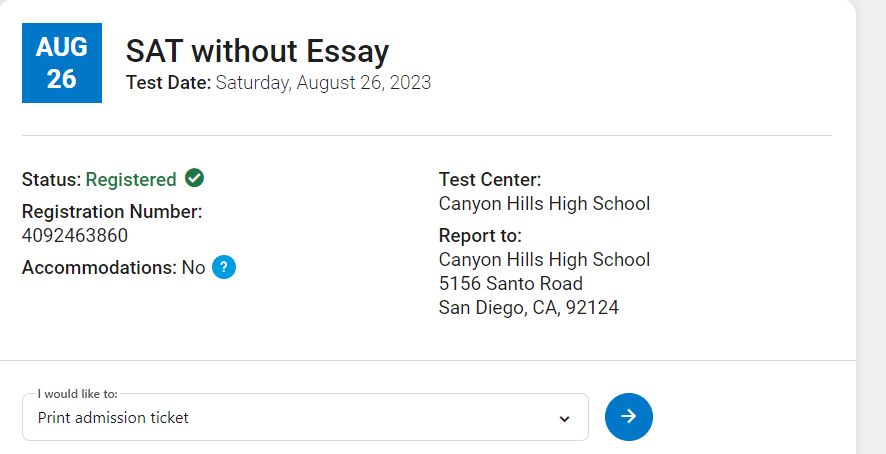 AUG
26
SAT without Essay
Test Date: Saturday, August 26, 2023
Status: Registered
Registration Number:
4092463860
Accommodations: No ?
Test Center:
Canyon Hills High School
Report to:
Canyon Hills High School
5156 Santo Road
San Diego, CA, 92124
I would like to:
Print admission ticket